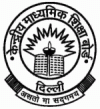 केन्द्रीय माध्यमिक शिक्षा बोर्ड
दिल्ली
असतो मा सद्गमय